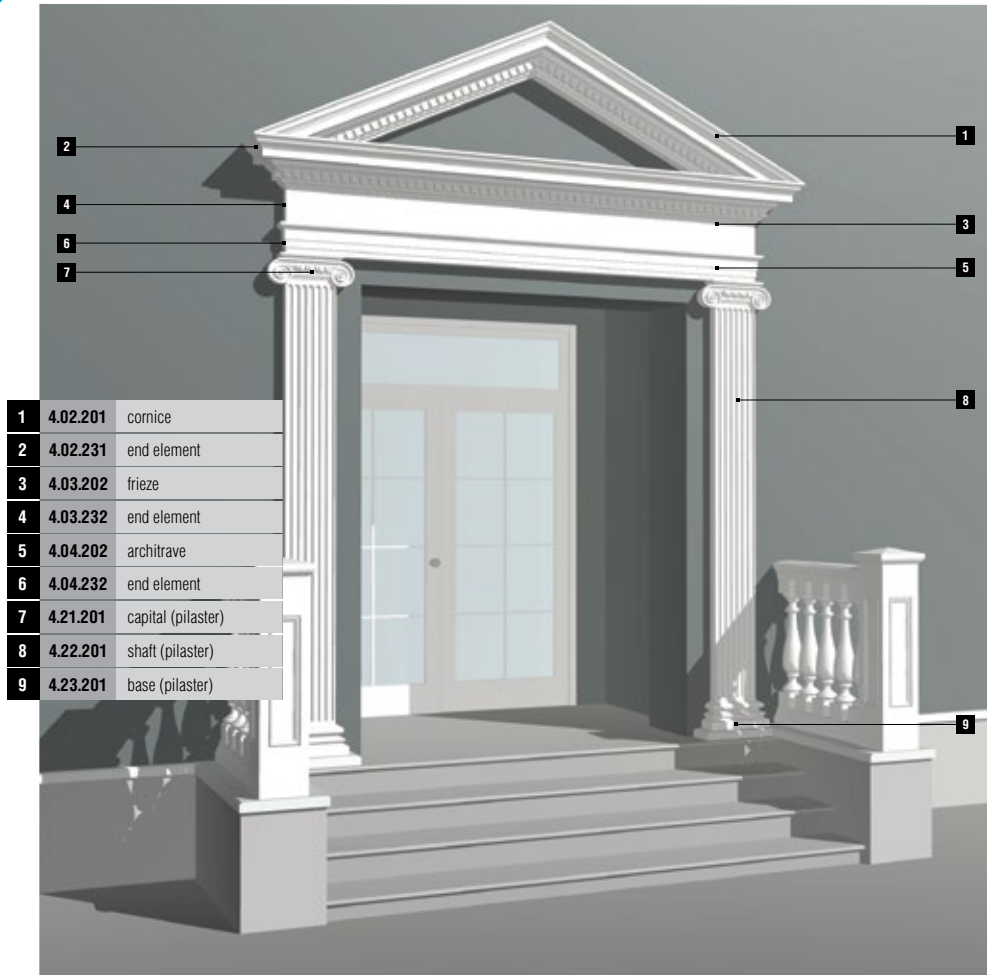 2
1
4
3
6
5
7
8
9
1 4.02.201 cornice
2 4.02.231 end element
3 4.03.202 frieze
4 4.03.232 end element
5 4.04.202 architrave
6 4.04.232 end element
7 4.21.201 capital (pilaster)
8 4.22.201 shaft (pilaster)
9 4.23.201 base (pilaster)